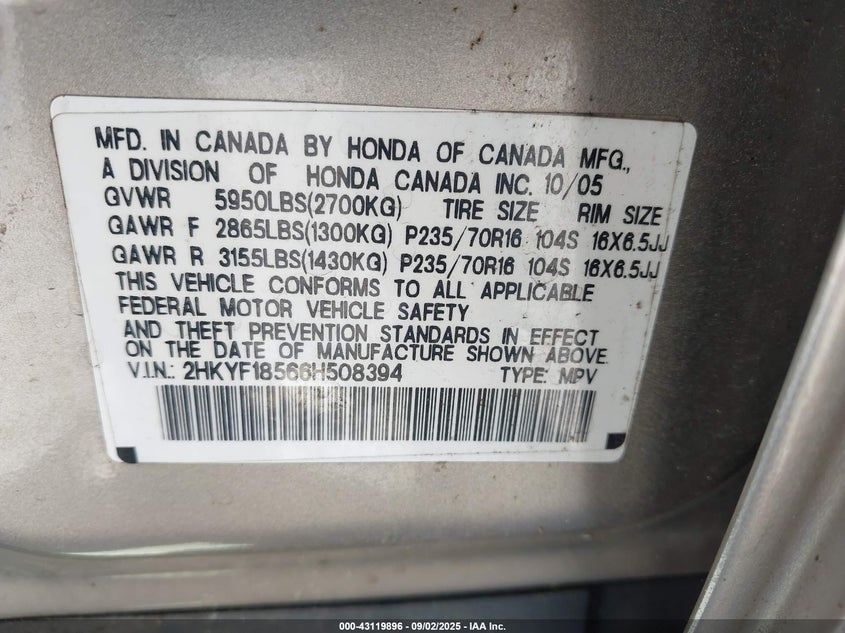 MFD. IN CANADA BY HONDA OF CANADA MFG.,
A DIVISION OF HONDA CANADA INC. 10/05
GVWR 5950LBS(2700KG) TIRE SIZE RIM SIZE
GAWR F 2865LBS(1300KG) P235/70R16 104S 16X6.5JJ
GAWR R 3155LBS(1430KG) P235/70R16 104S 16X6.5JJ
THIS VEHICLE CONFORMS TO ALL APPLICABLE
FEDERAL MOTOR VEHICLE SAFETY
AND THEFT PREVENTION STANDARDS IN EFFECT
ON THE DATE OF MANUFACTURE SHOWN ABOVE.
V.I.N.: 2HKYF18566H508394 TYPE: MPV
000-43119896 - 09/02/2025 - IAA Inc.